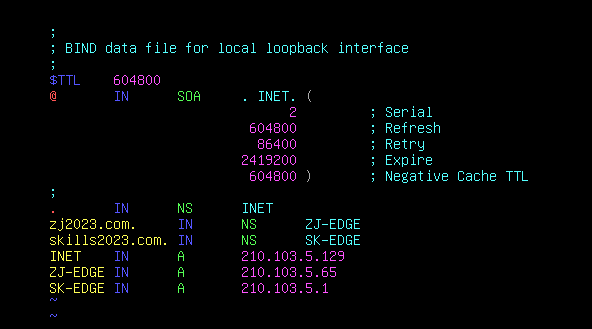 ;
; BIND data file for local loopback interface
;
$TTL    604800
@       IN      SOA     . INET. (
                              2         ; Serial
                         604800         ; Refresh
                          86400         ; Retry
                        2419200         ; Expire
                         604800 )       ; Negative Cache TTL
;
.       IN      NS      INET
zj2023.com.     IN      NS      ZJ-EDGE
skills2023.com. IN      NS      SK-EDGE
INET    IN      A       210.103.5.129
ZJ-EDGE IN      A       210.103.5.65
SK-EDGE IN      A       210.103.5.1
~
~